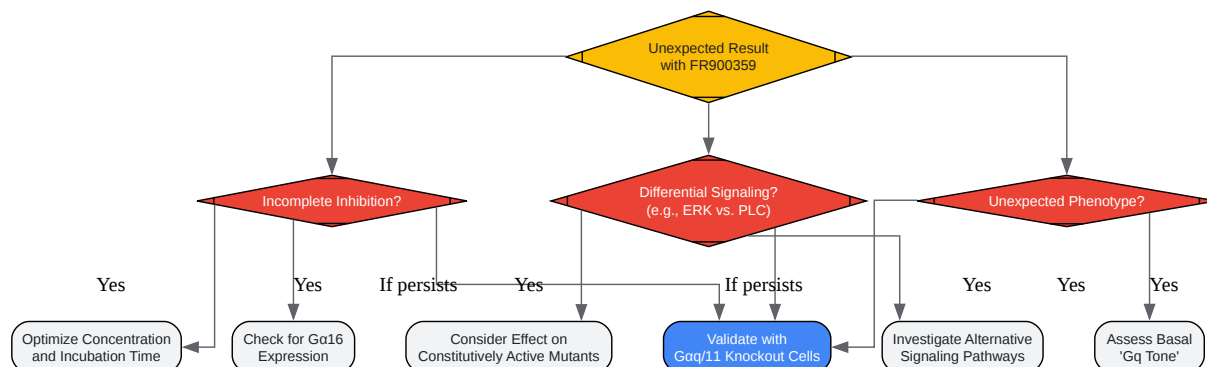 Unexpected Result
with FR900359
Incomplete Inhibition?
Differential Signaling?
(e.g., ERK vs. PLC)
Unexpected Phenotype?
Yes
Yes
If persists
Yes
If persists
Yes
Yes
Yes
Optimize Concentration
and Incubation Time
Check for Gα16
Expression
Consider Effect on
Constitutively Active Mutants
Validate with
Gαq/11 Knockout Cells
Investigate Alternative
Signaling Pathways
Assess Basal
'Gq Tone'